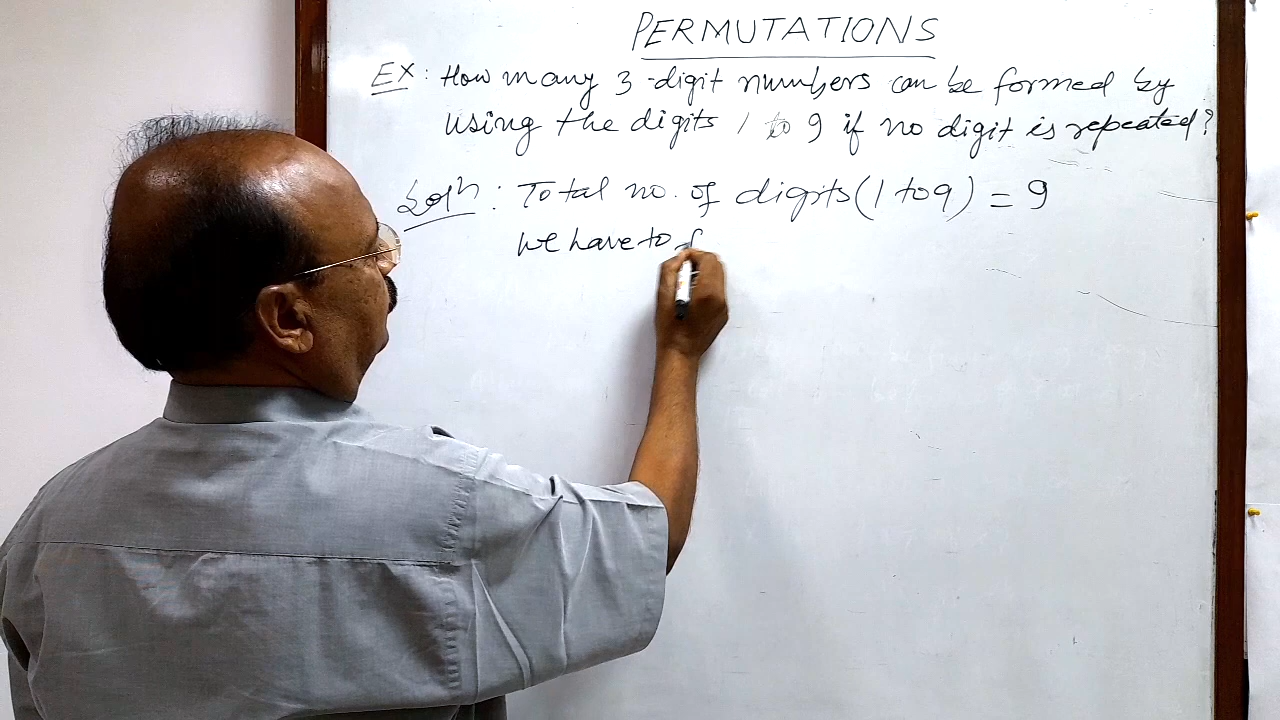 PERMUTATIONS
EX: How many 3-digit numbers can be formed by
using the digits 1 to 9 if no digit is repeated?
Solⁿ: Total no. of digits (1 to 9) = 9
We have to f